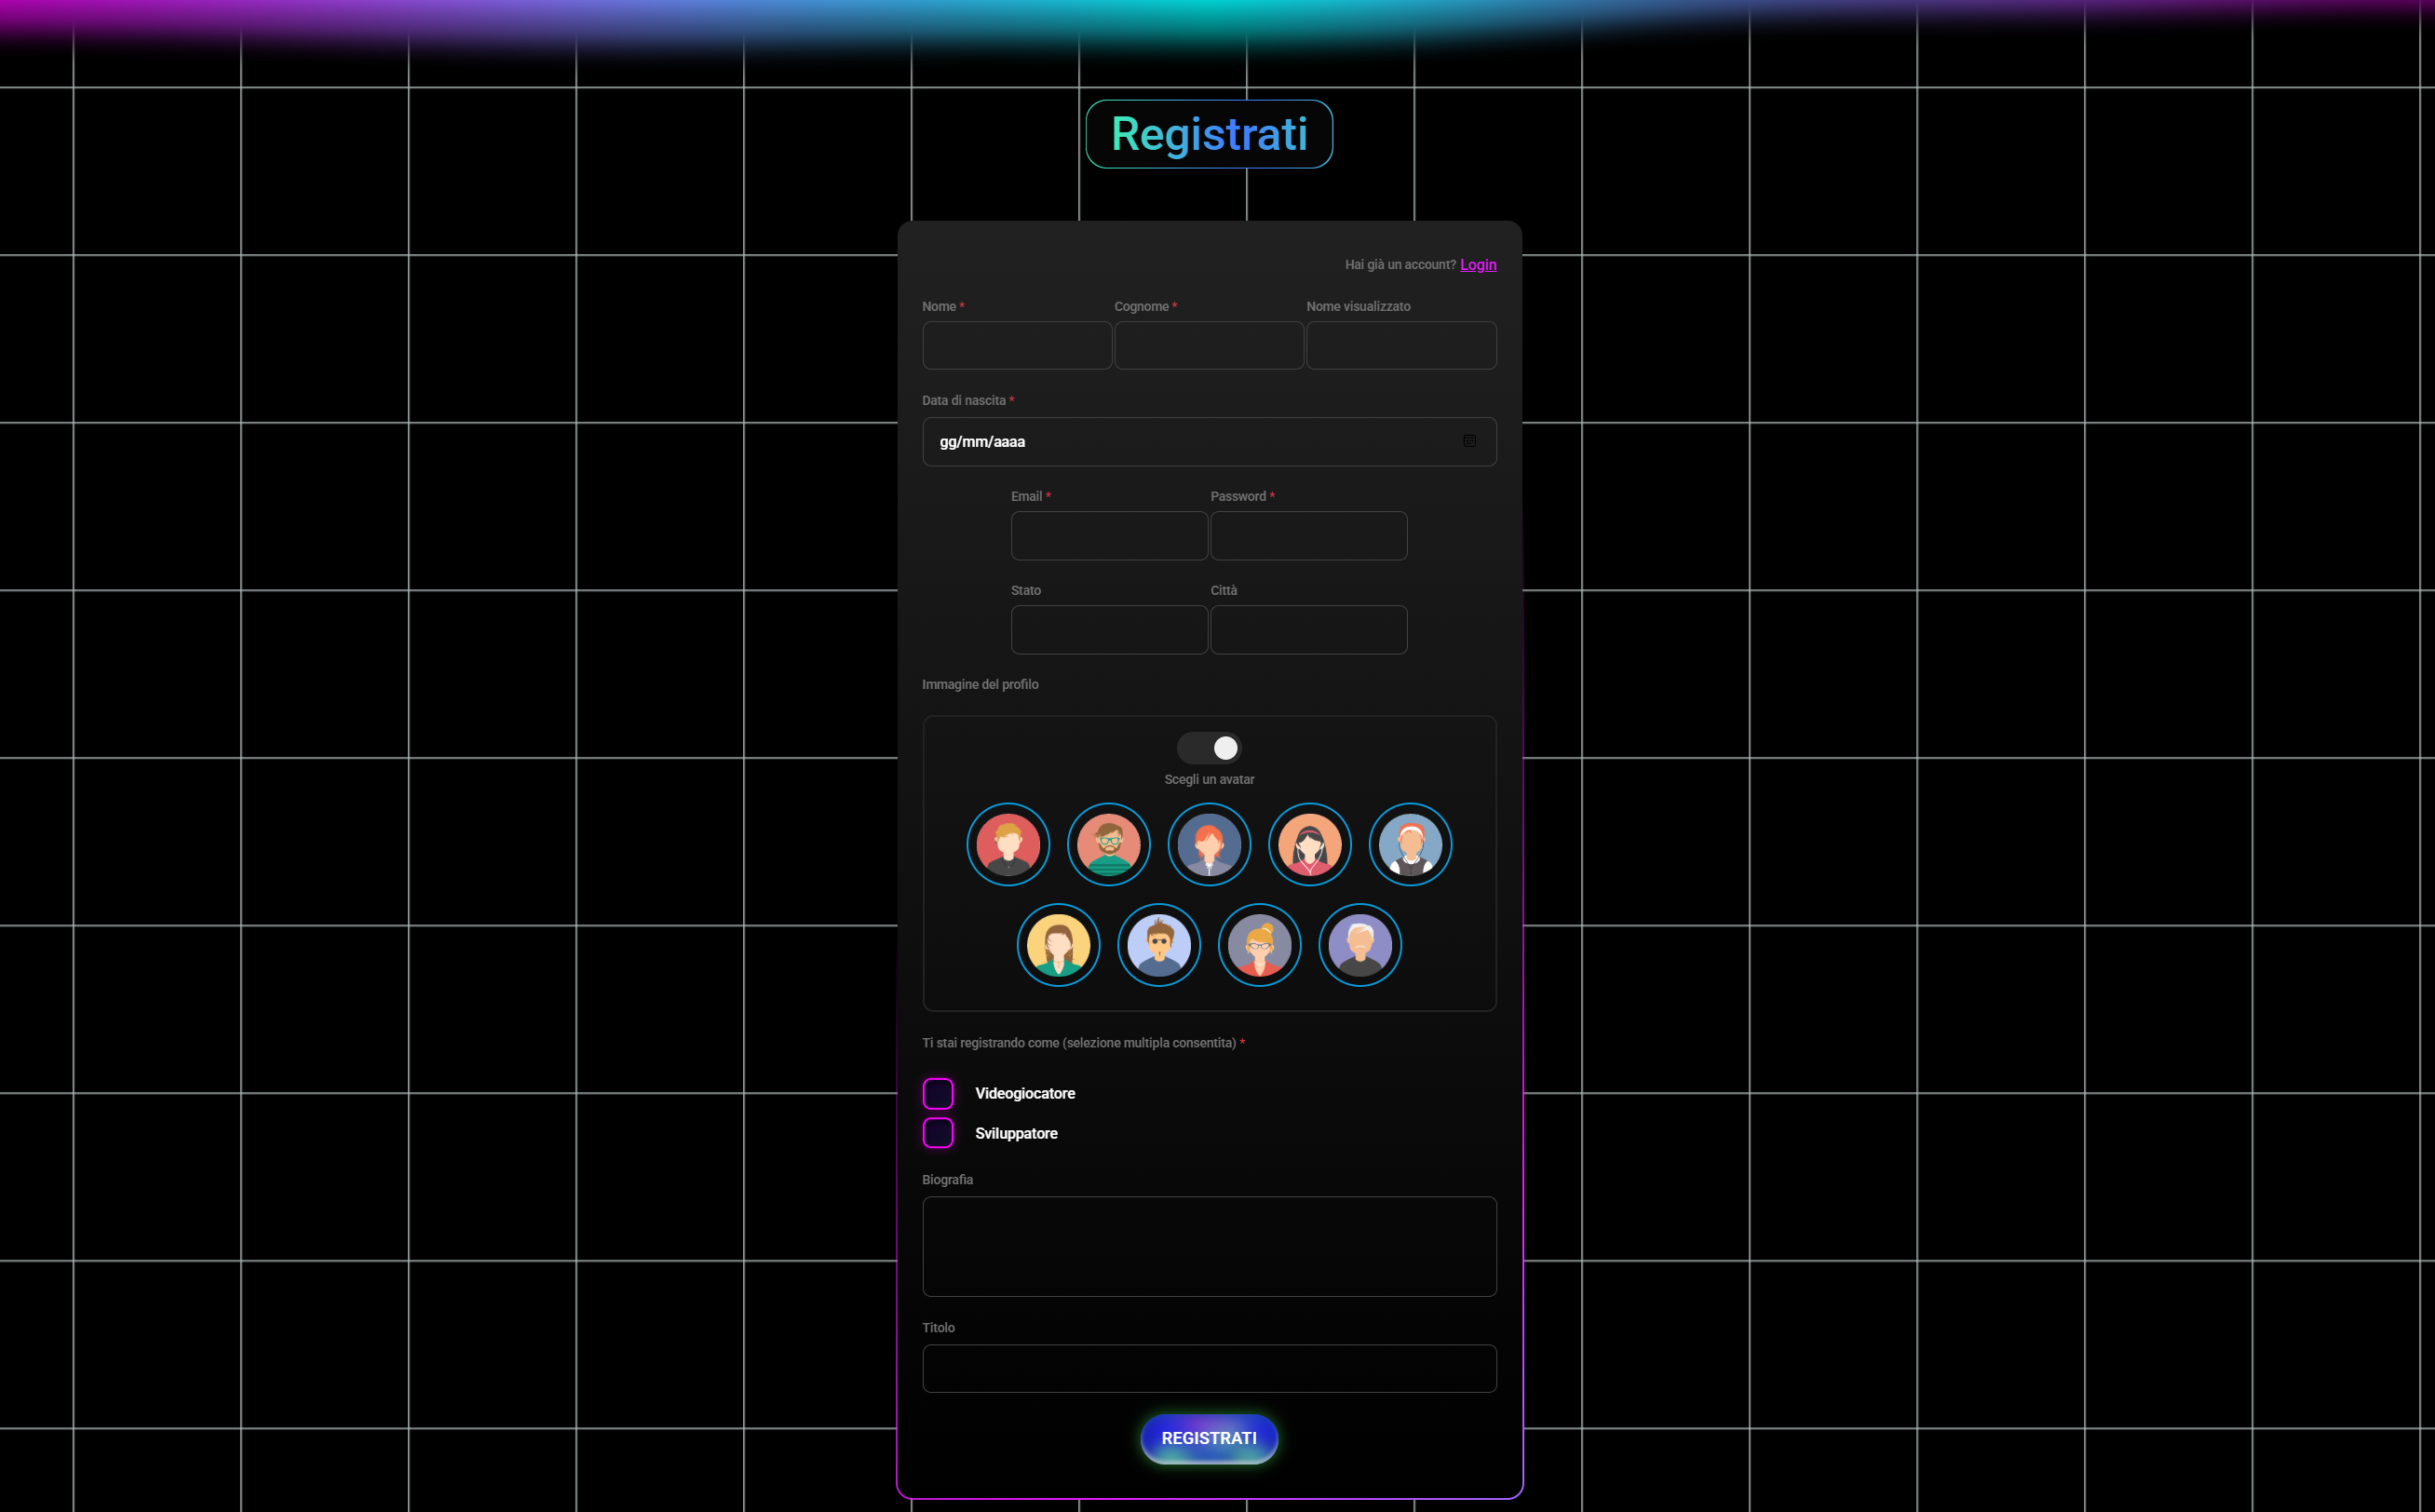 Registrati
Hai già un account? Login
Nome * Cognome * Nome visualizzato
Data di nascita *
gg/mm/aaaa
Email * Password *
Stato Città
Immagine del profilo
Scegli un avatar
Ti stai registrando come (selezione multipla consentita) *
Videogiocatore
Sviluppatore
Biografia
Titolo
REGISTRATI